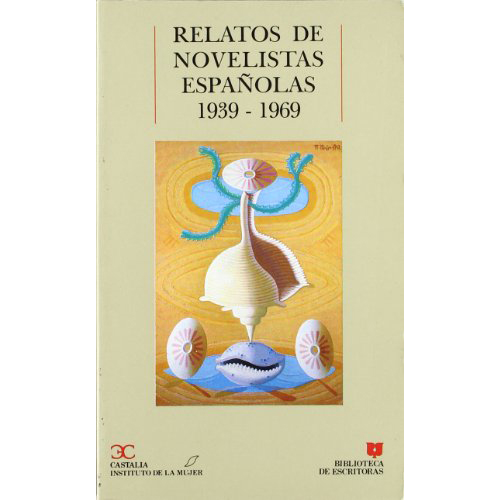 RELATOS DE
NOVELISTAS
ESPAÑOLAS
1939 - 1969
CASTALIA
INSTITUTO DE LA MUJER
BIBLIOTECA
DE ESCRITORAS